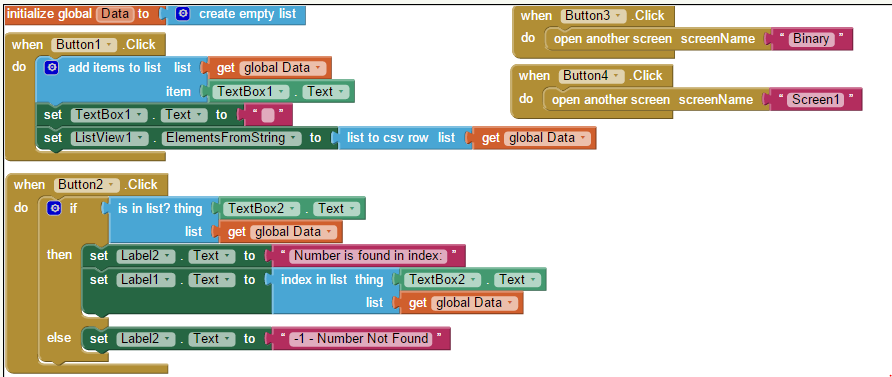 initialize global Data to create empty list
when Button1 .Click
do add items to list list get global Data
item TextBox1 . Text
set TextBox1 . Text to " "
set ListView1 . ElementsFromString to list to csv row list get global Data
when Button2 .Click
do if is in list? thing TextBox2 . Text
list get global Data
then set Label2 . Text to " Number is found in index: "
set Label1 . Text to index in list thing TextBox2 . Text
list get global Data
else set Label2 . Text to " -1 - Number Not Found "
when Button3 .Click
do open another screen screenName " Binary "
when Button4 .Click
do open another screen screenName " Screen1 "